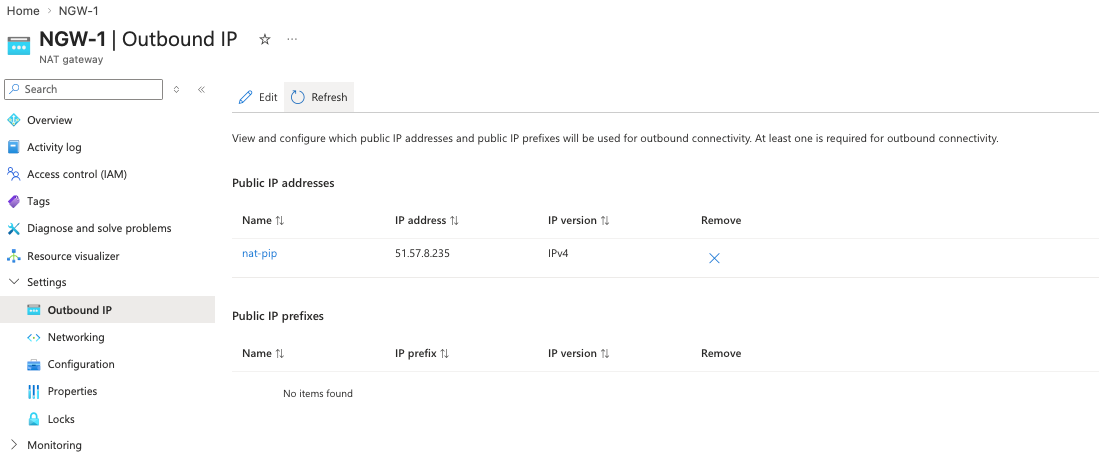 Home > NGW-1
NGW-1 | Outbound IP ☆ ...
NAT gateway
Search
Edit Refresh
Overview
Activity log
Access control (IAM)
Tags
Diagnose and solve problems
Resource visualizer
Settings
Outbound IP
Networking
Configuration
Properties
Locks
Monitoring
View and configure which public IP addresses and public IP prefixes will be used for outbound connectivity. At least one is required for outbound connectivity.
Public IP addresses
Name IP address IP version Remove
nat-pip 51.57.8.235 IPv4
Public IP prefixes
Name IP prefix IP version Remove
No items found